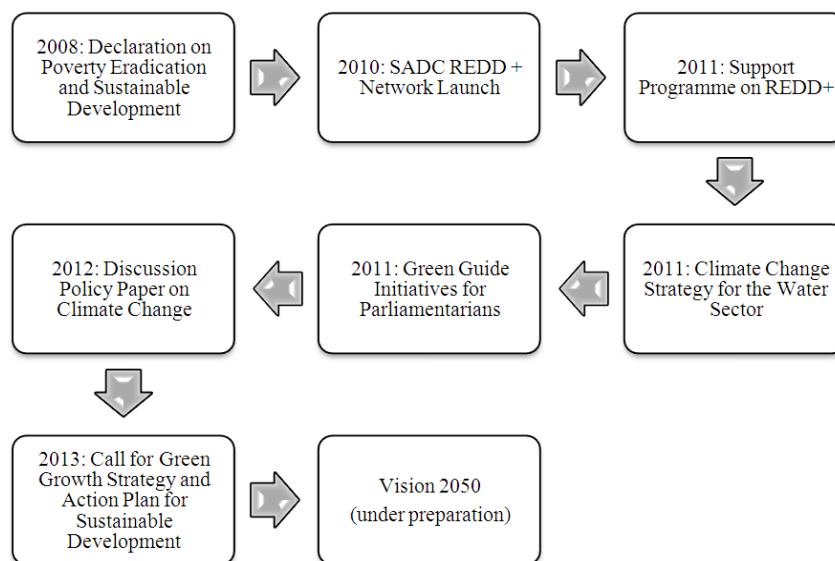 2008: Declaration on
Poverty Eradication
and Sustainable
Development
2010: SADC REDD +
Network Launch
2011: Support
Programme on REDD+
2011: Climate Change
Strategy for the Water
Sector
2011: Green Guide
Initiatives for
Parliamentarians
2012: Discussion
Policy Paper on
Climate Change
2013: Call for Green
Growth Strategy and
Action Plan for
Sustainable
Development
Vision 2050
(under preparation)